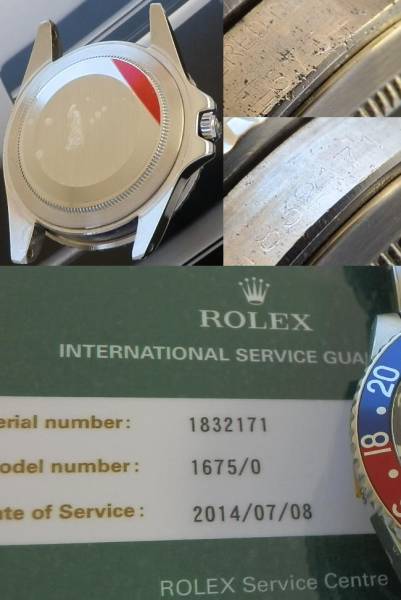 ROLEX
INTERNATIONAL SERVICE
erial number: 1832171
odel number: 1675/0
ate of Service: 2014/07/08
ROLEX Service Centre
20
18